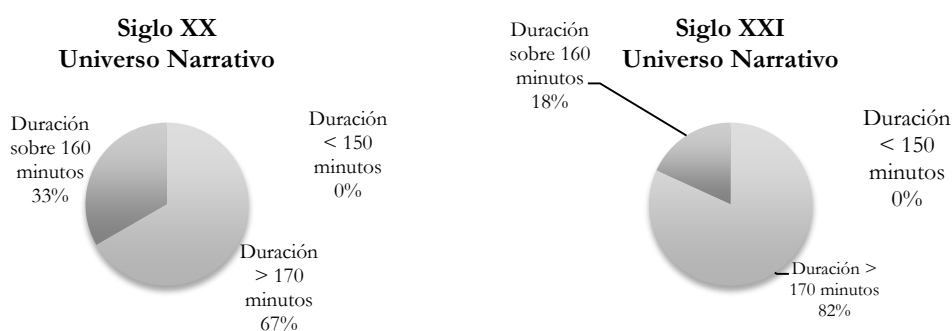 Siglo XX
Universo Narrativo
Duración
sobre 160
minutos
33%
Duración
< 150
minutos
0%
Duración
> 170
minutos
67%
Siglo XXI
Universo Narrativo
Duración
sobre 160
minutos
18%
Duración
< 150
minutos
0%
Duración >
170 minutos
82%